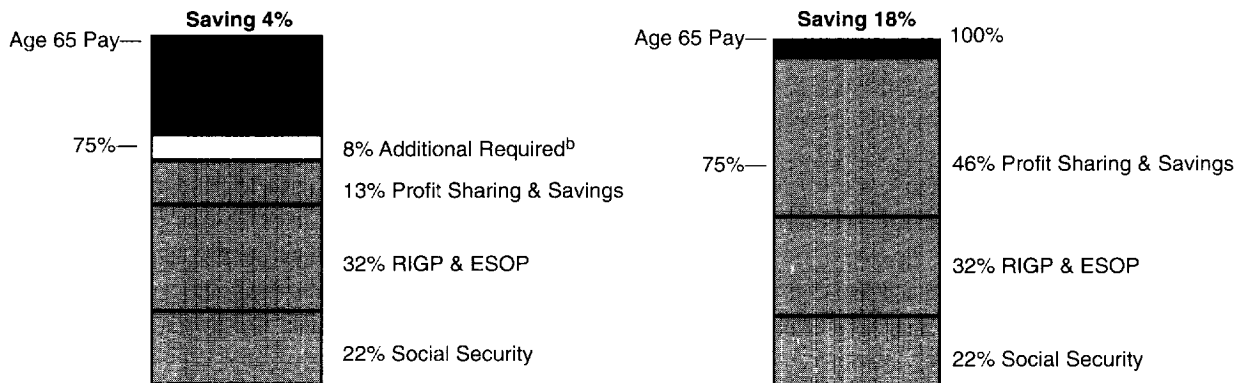 Saving 4%
Age 65 Pay—
75%—
8% Additional Requiredᵇ
13% Profit Sharing & Savings
32% RIGP & ESOP
22% Social Security
Saving 18%
Age 65 Pay—
100%
75%—
46% Profit Sharing & Savings
32% RIGP & ESOP
22% Social Security